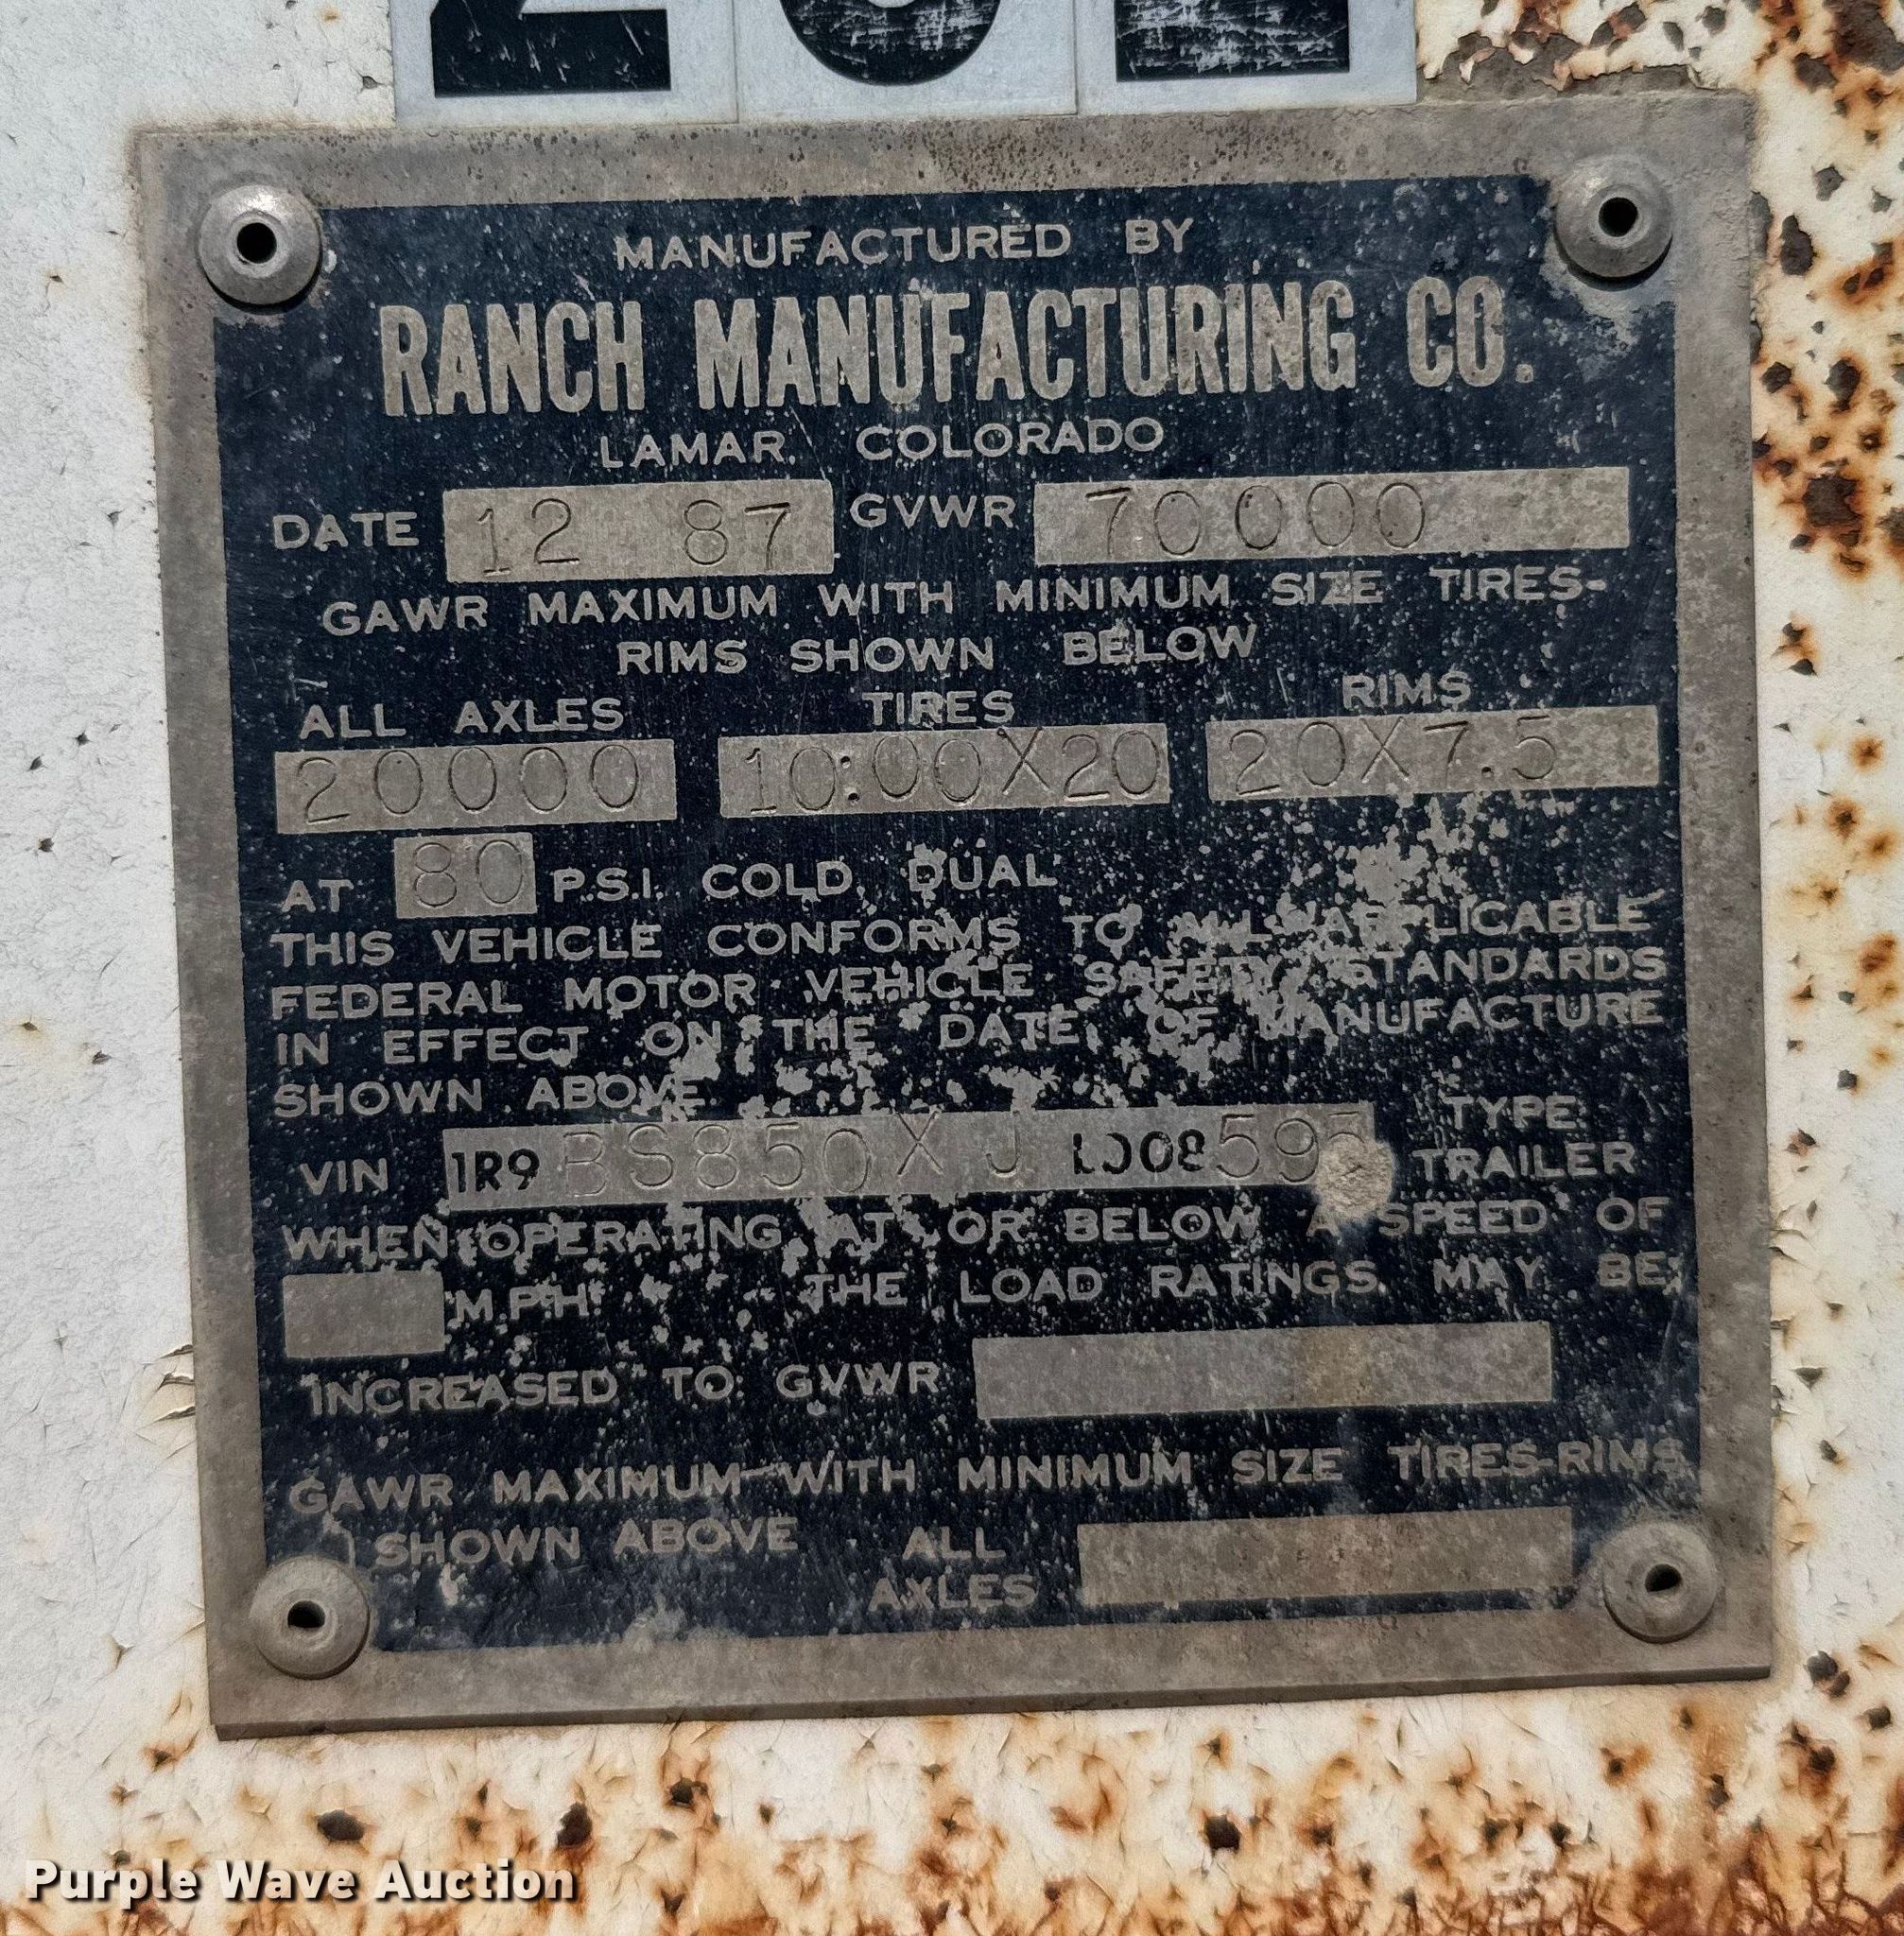 MANUFACTURED BY
RANCH MANUFACTURING CO.
LAMAR, COLORADO
DATE 12 87 GVWR 70000
GAWR MAXIMUM WITH MINIMUM SIZE TIRES-
RIMS SHOWN BELOW
ALL AXLES TIRES RIMS
20000 10:00X20 20X7.5
AT 80 P.S.I. COLD, DUAL
THIS VEHICLE CONFORMS TO ALL APPLICABLE
FEDERAL MOTOR VEHICLE SAFETY STANDARDS
IN EFFECT ON THE DATE OF MANUFACTURE
SHOWN ABOVE.
TYPE
VIN 1R9 BS850X J TRAILER
WHEN OPERATING AT OR BELOW A SPEED OF
M.P.H. THE LOAD RATINGS MAY BE
INCREASED TO: GVWR
GAWR MAXIMUM WITH MINIMUM SIZE TIRES-RIMS
SHOWN ABOVE ALL
AXLES
Purple Wave Auction